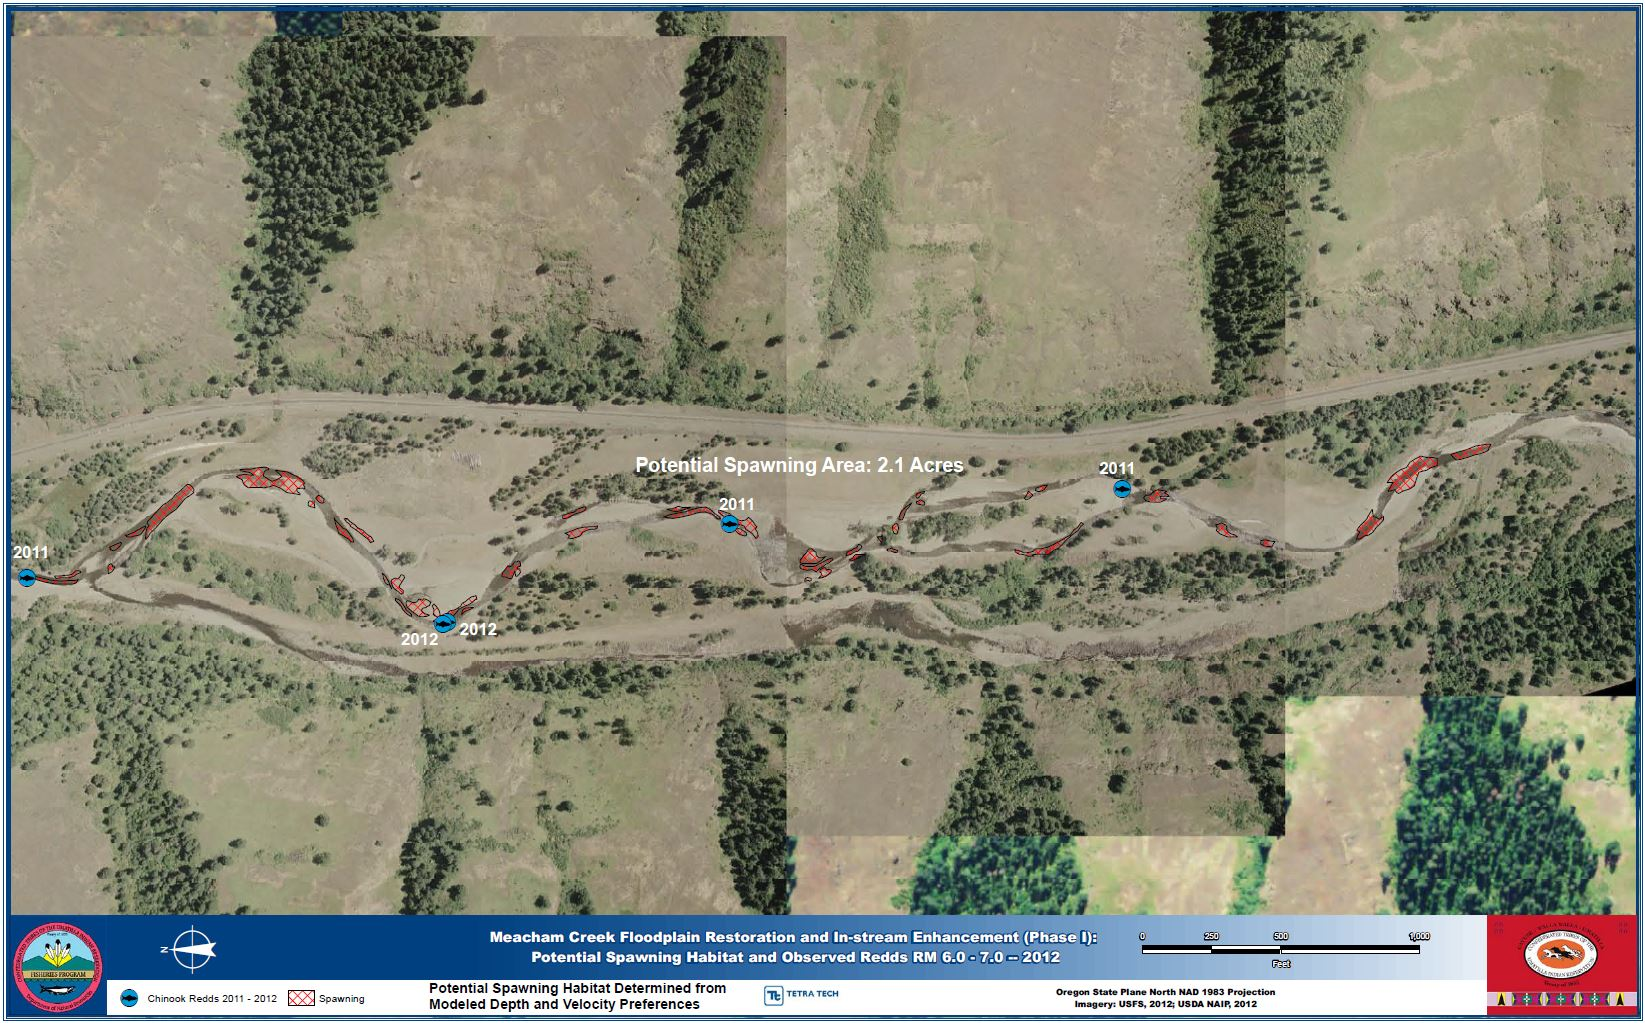 Potential Spawning Area: 2.1 Acres
2011
2011
2011
2012
2012
N
Meacham Creek Floodplain Restoration and In-stream Enhancement (Phase I):
Potential Spawning Habitat and Observed Redds RM 6.0 - 7.0 -- 2012
0 250 500 1,000
Feet
FISHERIES PROGRAM
Chinook Redds 2011 - 2012
Spawning
Potential Spawning Habitat Determined from
Modeled Depth and Velocity Preferences
Tt TETRA TECH
Oregon State Plane North NAD 1983 Projection
Imagery: USFS, 2012; USDA NAIP, 2012